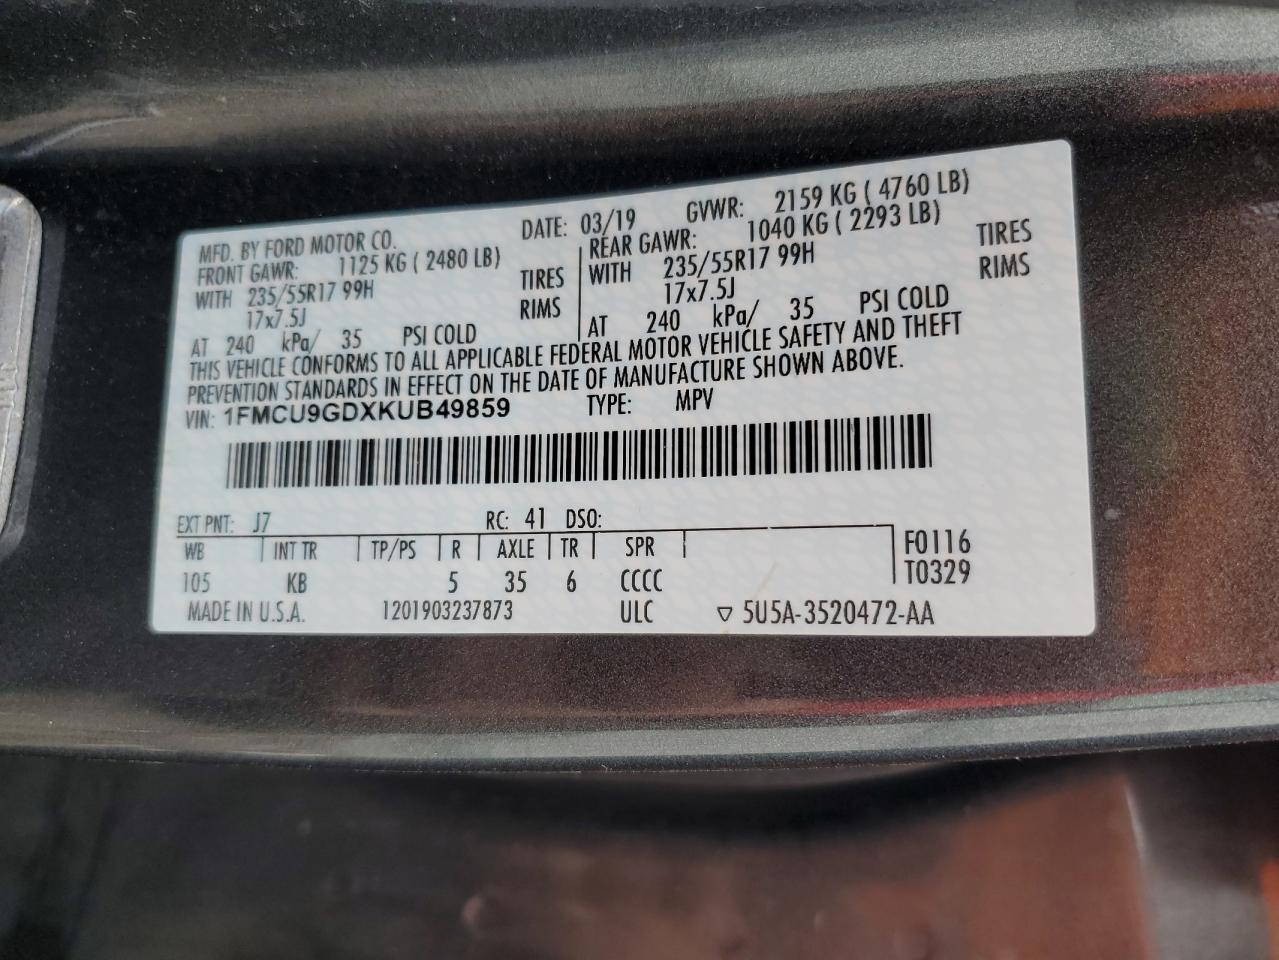 MFD. BY FORD MOTOR CO. DATE: 03/19 GVWR: 2159 KG ( 4760 LB)
FRONT GAWR: 1125 KG ( 2480 LB) REAR GAWR: 1040 KG ( 2293 LB)
WITH 235/55R17 99H TIRES WITH 235/55R17 99H TIRES
17x7.5J RIMS 17x7.5J RIMS
AT 240 kPa/ 35 PSI COLD AT 240 kPa/ 35 PSI COLD
THIS VEHICLE CONFORMS TO ALL APPLICABLE FEDERAL MOTOR VEHICLE SAFETY AND THEFT
PREVENTION STANDARDS IN EFFECT ON THE DATE OF MANUFACTURE SHOWN ABOVE.
VIN: 1FMCU9GDXKUB49859 TYPE: MPV
EXT PNT: J7 RC: 41 DSO:
WB INT TR TP/PS R AXLE TR SPR F0116
105 KB 5 35 6 CCCC T0329
MADE IN U.S.A. 1201903237873 ULC ▽ 5U5A-3520472-AA